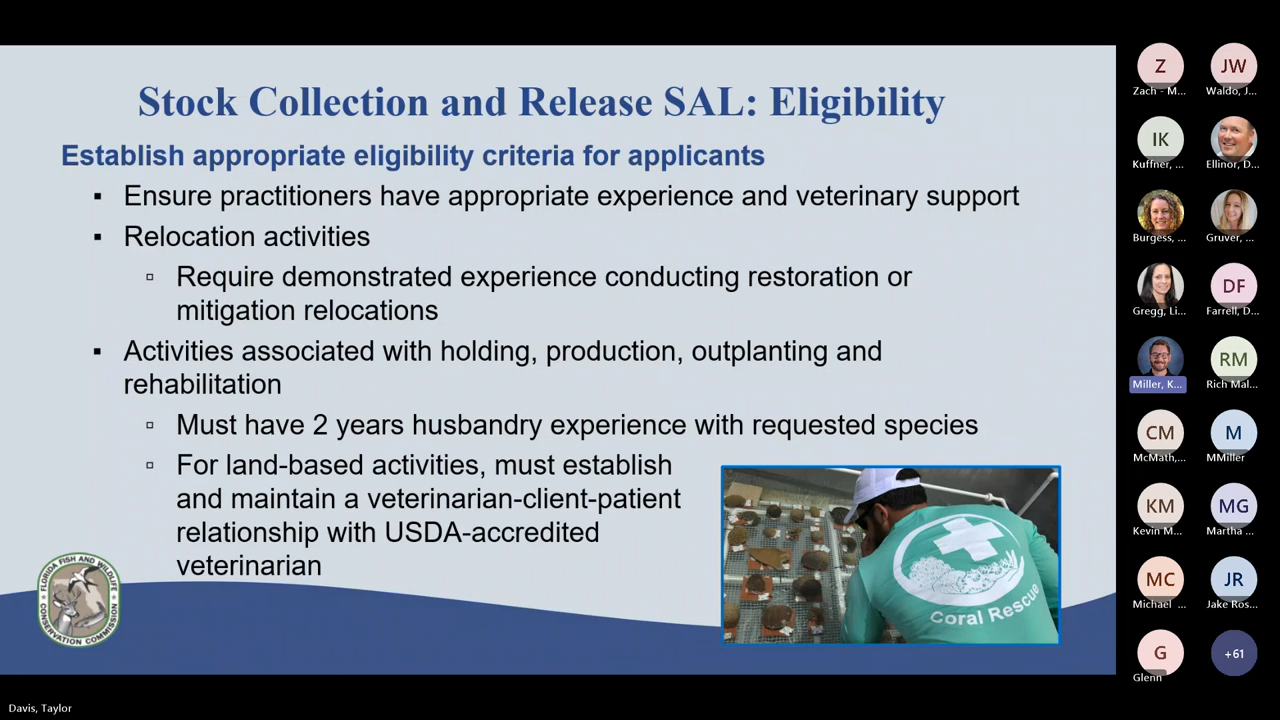 Stock Collection and Release SAL: Eligibility
Establish appropriate eligibility criteria for applicants
▪ Ensure practitioners have appropriate experience and veterinary support
▪ Relocation activities
▫ Require demonstrated experience conducting restoration or
mitigation relocations
▪ Activities associated with holding, production, outplanting and
rehabilitation
▫ Must have 2 years husbandry experience with requested species
▫ For land-based activities, must establish
and maintain a veterinarian-client-patient
relationship with USDA-accredited
veterinarian
FLORIDA FISH AND WILDLIFE
CONSERVATION COMMISSION
Coral Rescue
Z
Zach - M...
JW
Waldo, J...
IK
Kuffner, ...
Ellinor, D...
Burgess, ...
Gruver, ...
Gregg, Li...
DF
Farrell, D...
Miller, K...
RM
Rich Mal...
CM
McMath,...
M
MMiller
KM
Kevin M...
MG
Martha ...
MC
Michael ...
JR
Jake Ros...
G
Glenn
+61
Davis, Taylor